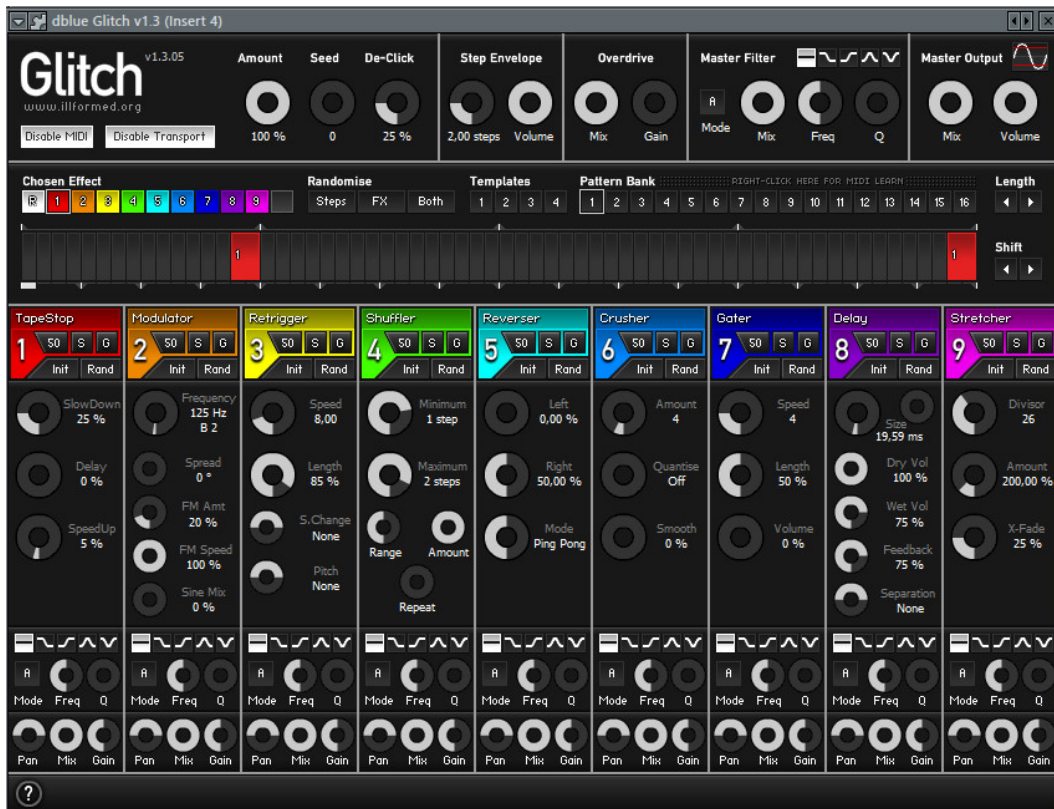 dblue Glitch v1.3 (Insert 4)
Glitch v1.3.05
www.illformed.org
Disable MIDI Disable Transport
Amount Seed De-Click Step Envelope Overdrive Master Filter Master Output
A
100 % 0 25 % 2,00 steps Volume Mix Gain Mode Mix Freq Q Mix Volume
Chosen Effect Randomise Templates Pattern Bank RIGHT-CLICK HERE FOR MIDI LEARN Length
R 1 2 3 4 5 6 7 8 9 Steps FX Both 1 2 3 4 1 2 3 4 5 6 7 8 9 10 11 12 13 14 15 16
1 1 Shift
TapeStop Modulator Retrigger Shuffler Reverser Crusher Gater Delay Stretcher
1 50 S G 2 50 S G 3 50 S G 4 50 S G 5 50 S G 6 50 S G 7 50 S G 8 50 S G 9 50 S G
Init Rand Init Rand Init Rand Init Rand Init Rand Init Rand Init Rand Init Rand Init Rand
SlowDown
25 %
Delay
0 %
SpeedUp
5 %
Frequency
125 Hz
B 2
Spread
0 °
FM Amt
20 %
FM Speed
100 %
Sine Mix
0 %
Speed
8,00
Length
85 %
S.Change
None
Pitch
None
Minimum
1 step
Maximum
2 steps
Range Amount
Repeat
Left
0,00 %
Right
50,00 %
Mode
Ping Pong
Amount
4
Quantise
Off
Smooth
0 %
Speed
4
Length
50 %
Volume
0 %
Size
19,59 ms
Dry Vol
100 %
Wet Vol
75 %
Feedback
75 %
Separation
None
Divisor
26
Amount
200,00 %
X-Fade
25 %
A A A A A A A A A
Mode Freq Q Mode Freq Q Mode Freq Q Mode Freq Q Mode Freq Q Mode Freq Q Mode Freq Q Mode Freq Q Mode Freq Q
Pan Mix Gain Pan Mix Gain Pan Mix Gain Pan Mix Gain Pan Mix Gain Pan Mix Gain Pan Mix Gain Pan Mix Gain Pan Mix Gain
?